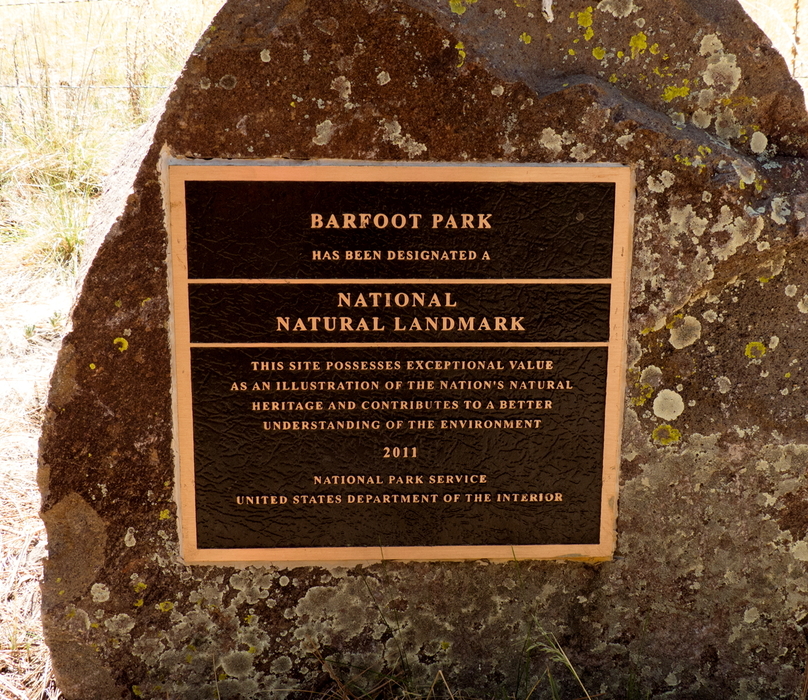 BARFOOT PARK
HAS BEEN DESIGNATED A
NATIONAL
NATURAL LANDMARK
THIS SITE POSSESSES EXCEPTIONAL VALUE
AS AN ILLUSTRATION OF THE NATION'S NATURAL
HERITAGE AND CONTRIBUTES TO A BETTER
UNDERSTANDING OF THE ENVIRONMENT
2011
NATIONAL PARK SERVICE
UNITED STATES DEPARTMENT OF THE INTERIOR